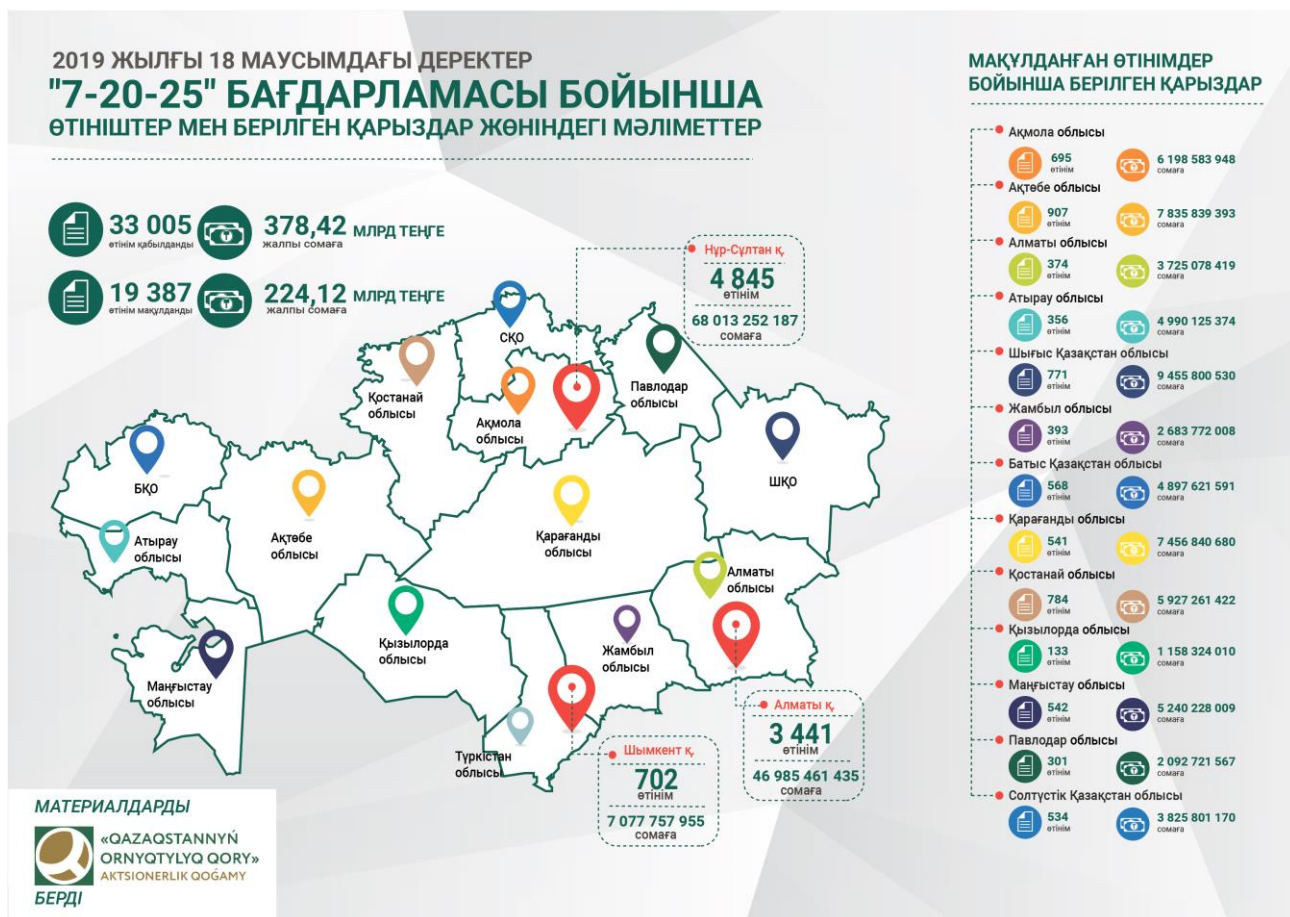 2019 ЖЫЛҒЫ 18 МАУСЫМДАҒЫ ДЕРЕКТЕР
"7-20-25" БАҒДАРЛАМАСЫ БОЙЫНША
ӨТІНІШТЕР МЕН БЕРІЛГЕН ҚАРЫЗДАР ЖӨНІНДЕГІ МӘЛІМЕТТЕР
33 005
өтінім қабылданды
378,42 МЛРД ТЕҢГЕ
жалпы сомаға
19 387
өтінім мақұлданды
224,12 МЛРД ТЕҢГЕ
жалпы сомаға
Нұр-Сұлтан қ.
4 845
өтінім
68 013 252 187
сомаға
СҚО
Қостанай
облысы
Ақмола
облысы
Павлодар
облысы
БҚО
ШҚО
Атырау
облысы
Ақтөбе
облысы
Қарағанды
облысы
Алматы
облысы
Қызылорда
облысы
Жамбыл
облысы
Маңғыстау
облысы
Түркістан
облысы
Шымкент қ.
702
өтінім
7 077 757 955
сомаға
Алматы қ.
3 441
өтінім
46 985 461 435
сомаға
МАТЕРИАЛДАРДЫ
«QAZAQSTANNYŃ
ORNYQTYLYQ QORY»
AKTSIONERLIK QOǴAMY
БЕРДІ
МАҚҰЛДАНҒАН ӨТІНІМДЕР
БОЙЫНША БЕРІЛГЕН ҚАРЫЗДАР
Ақмола облысы
695 6 198 583 948
өтінім сомаға
Ақтөбе облысы
907 7 835 839 393
өтінім сомаға
Алматы облысы
374 3 725 078 419
өтінім сомаға
Атырау облысы
356 4 990 125 374
өтінім сомаға
Шығыс Қазақстан облысы
771 9 455 800 530
өтінім сомаға
Жамбыл облысы
393 2 683 772 008
өтінім сомаға
Батыс Қазақстан облысы
568 4 897 621 591
өтінім сомаға
Қарағанды облысы
541 7 456 840 680
өтінім сомаға
Қостанай облысы
784 5 927 261 422
өтінім сомаға
Қызылорда облысы
133 1 158 324 010
өтінім сомаға
Маңғыстау облысы
542 5 240 228 009
өтінім сомаға
Павлодар облысы
301 2 092 721 567
өтінім сомаға
Солтүстік Қазақстан облысы
534 3 825 801 170
өтінім сомаға